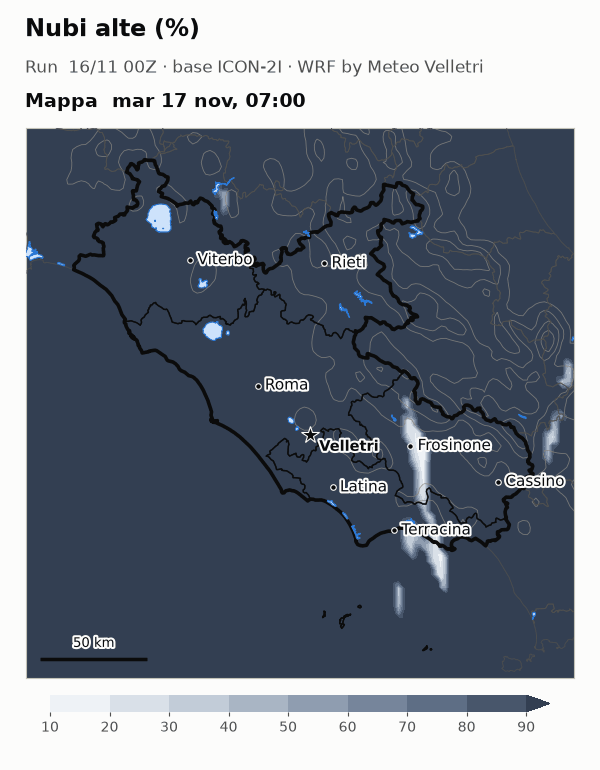 Nubi alte (%)
Run  16/11 00Z · base ICON-2I · WRF by Meteo Velletri
Mappa  mar 17 nov, 07:00
Viterbo
Rieti
Roma
Velletri
Frosinone
Latina
Cassino
Terracina
50 km
10 20 30 40 50 60 70 80 90